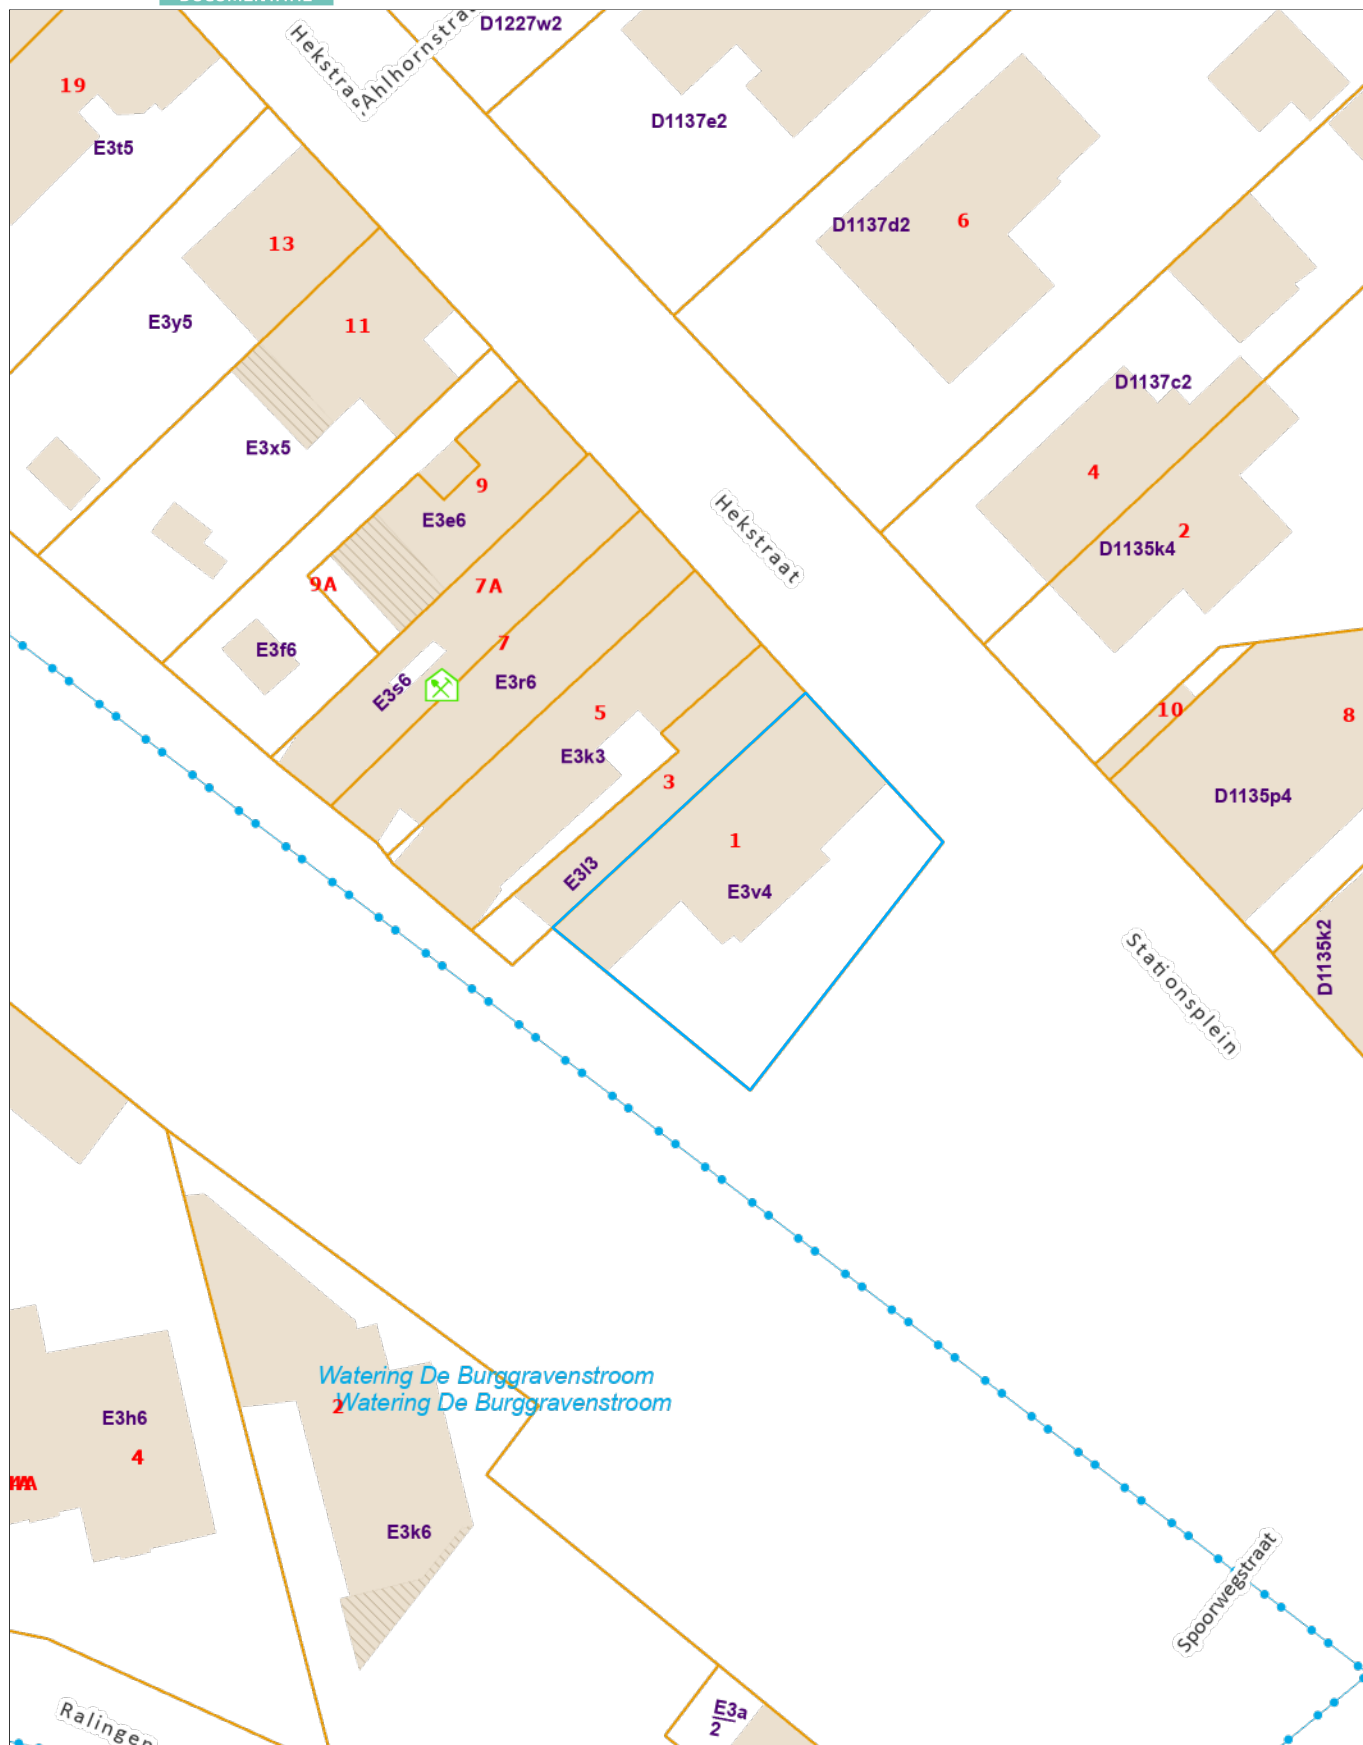 D1227w2
Ahlhornstra
Hekstra
19
D1137e2
E3t5
6
D1137d2
13
E3y5
11
D1137c2
E3x5
4
9
E3e6
Hekstraat
2
D1135k4
9A
7A
7
E3f6
E3r6
E3s6
5
10
8
E3k3
3
D1135p4
1
E3l3
E3v4
D1135k2
Stationsplein
Watering De Burggravenstroom
2
Watering De Burggravenstroom
E3h6
4
E3k6
Spoorwegstraat
E3a
2
Ralingen